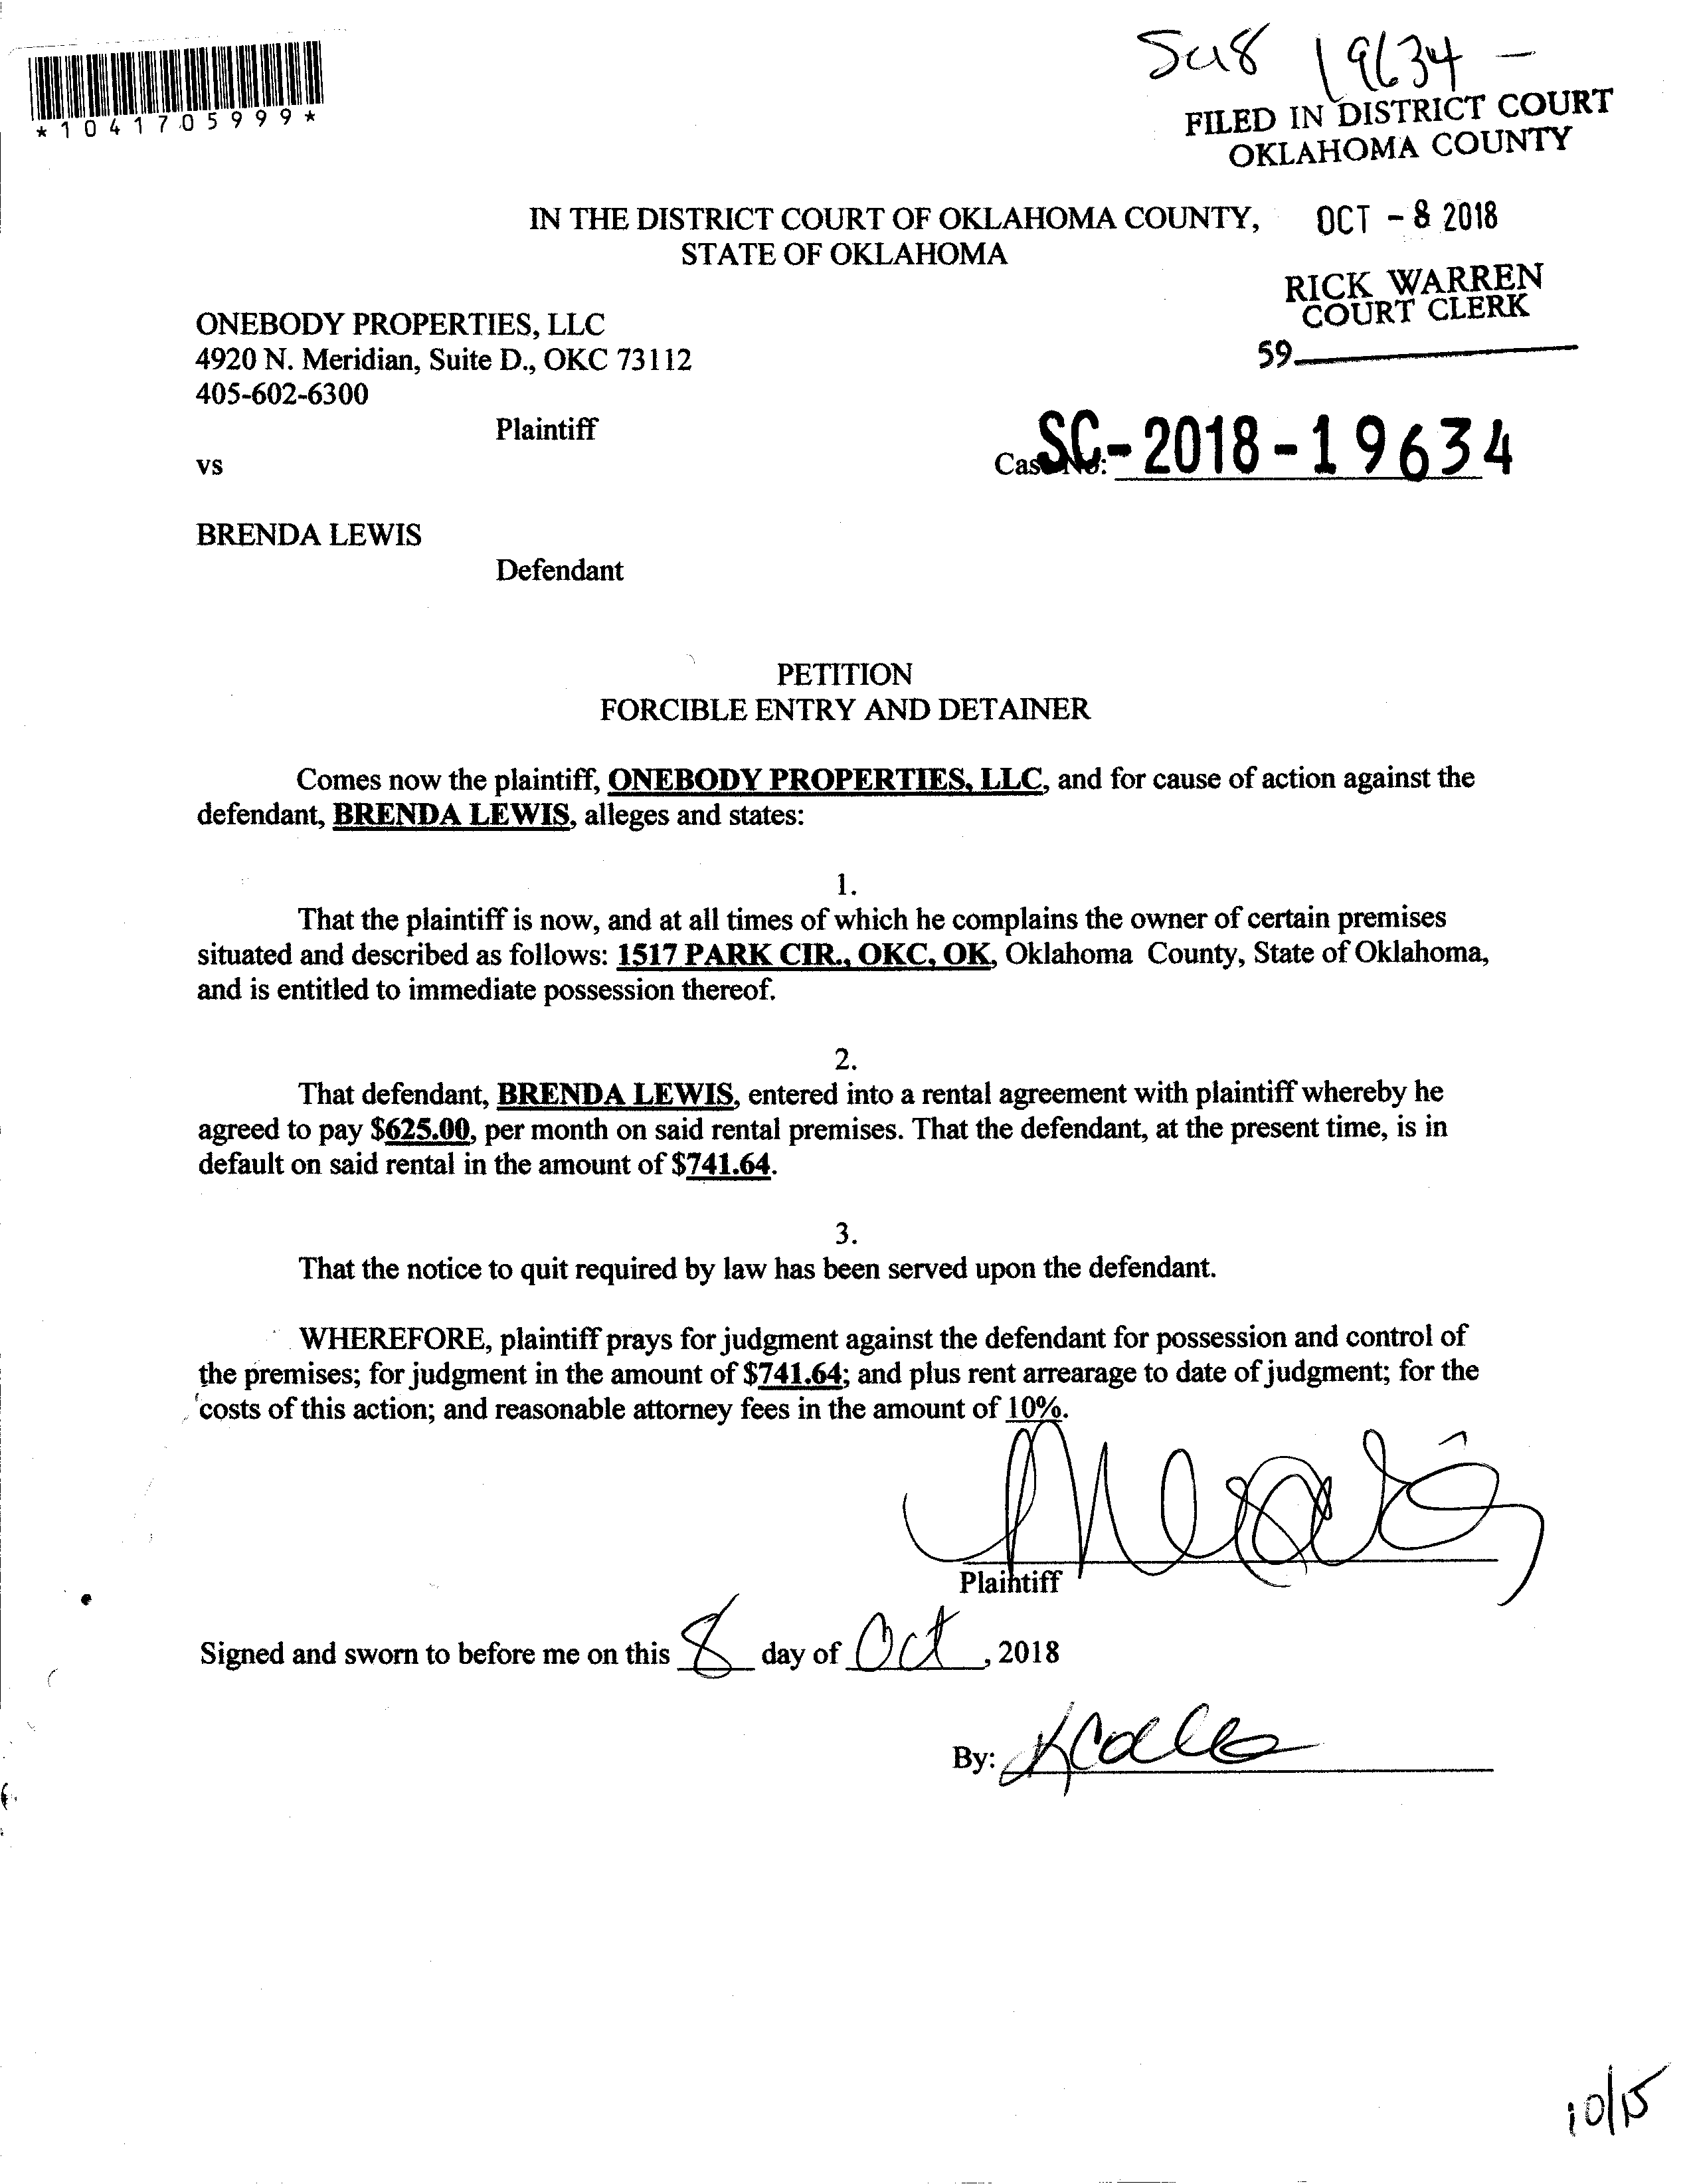 *1041705999*
19634 -
FILED IN DISTRICT COURT
OKLAHOMA COUNTY
IN THE DISTRICT COURT OF OKLAHOMA COUNTY,
STATE OF OKLAHOMA
OCT - 8 2018
RICK WARREN
COURT CLERK
59
ONEBODY PROPERTIES, LLC
4920 N. Meridian, Suite D., OKC 73112
405-602-6300
Plaintiff
vs
Case No: SC-2018-19634
BRENDA LEWIS
Defendant
PETITION
FORCIBLE ENTRY AND DETAINER
Comes now the plaintiff, ONEBODY PROPERTIES, LLC, and for cause of action against the
defendant, BRENDA LEWIS, alleges and states:
1.
That the plaintiff is now, and at all times of which he complains the owner of certain premises
situated and described as follows: 1517 PARK CIR., OKC, OK, Oklahoma County, State of Oklahoma,
and is entitled to immediate possession thereof.
2.
That defendant, BRENDA LEWIS, entered into a rental agreement with plaintiff whereby he
agreed to pay $625.00, per month on said rental premises. That the defendant, at the present time, is in
default on said rental in the amount of $741.64.
3.
That the notice to quit required by law has been served upon the defendant.
WHEREFORE, plaintiff prays for judgment against the defendant for possession and control of
the premises; for judgment in the amount of $741.64; and plus rent arrearage to date of judgment; for the
costs of this action; and reasonable attorney fees in the amount of 10%.
Plaintiff
Signed and sworn to before me on this 8 day of Oct, 2018
By:
10/15